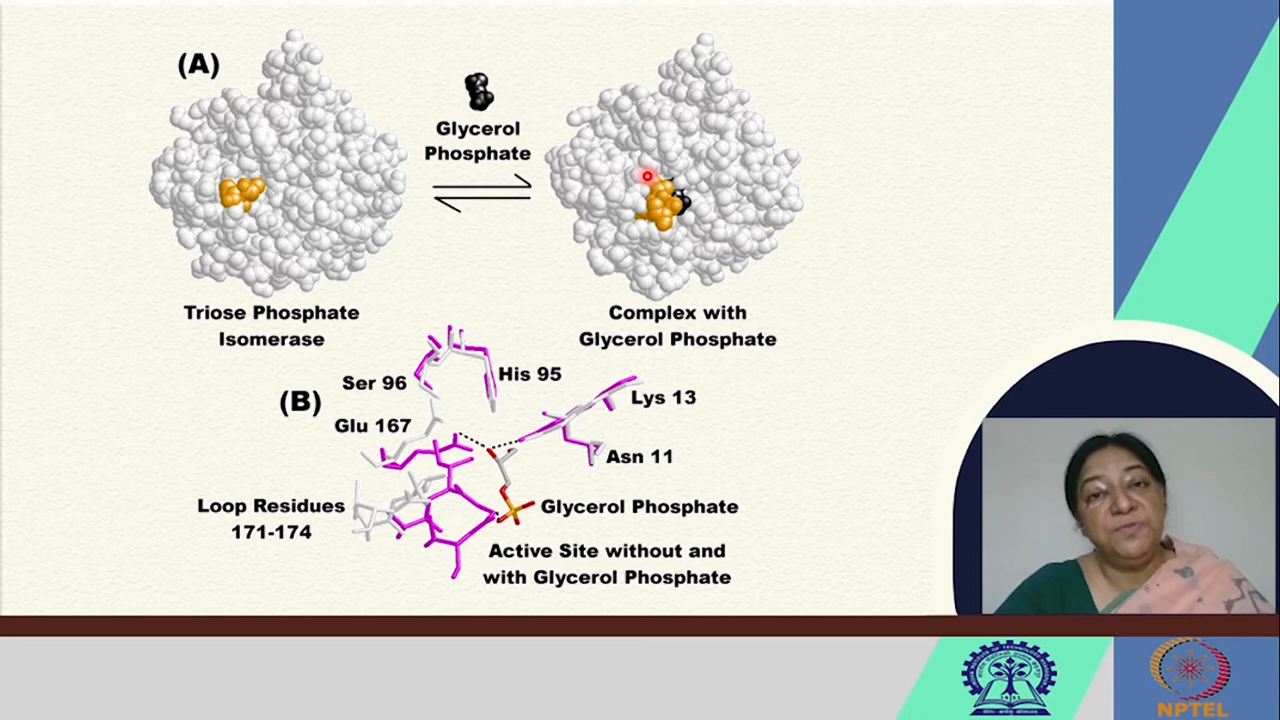 (A)
Glycerol
Phosphate
Triose Phosphate
Isomerase
Complex with
Glycerol Phosphate
(B)
Ser 96
His 95
Glu 167
Lys 13
Asn 11
Loop Residues
171-174
Glycerol Phosphate
Active Site without and
with Glycerol Phosphate
NPTEL